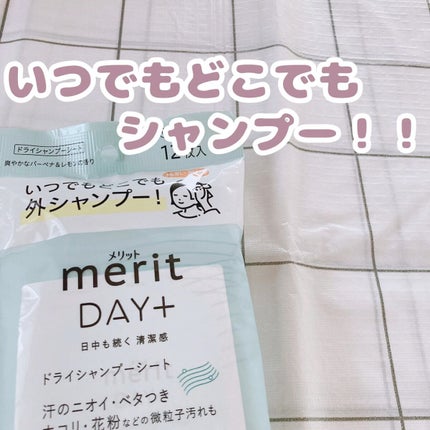 いつでもどこでも
シャンプー！！
ドライシャンプーシート
12枚入
爽やかなバーベナ&レモンの香り
いつでもどこでも
外シャンプー!
メリット
merit
DAY+
日中も続く 清潔感
ドライシャンプーシート
汗のニオイ・ベタつき
ホコリ・花粉などの微粒子汚れも